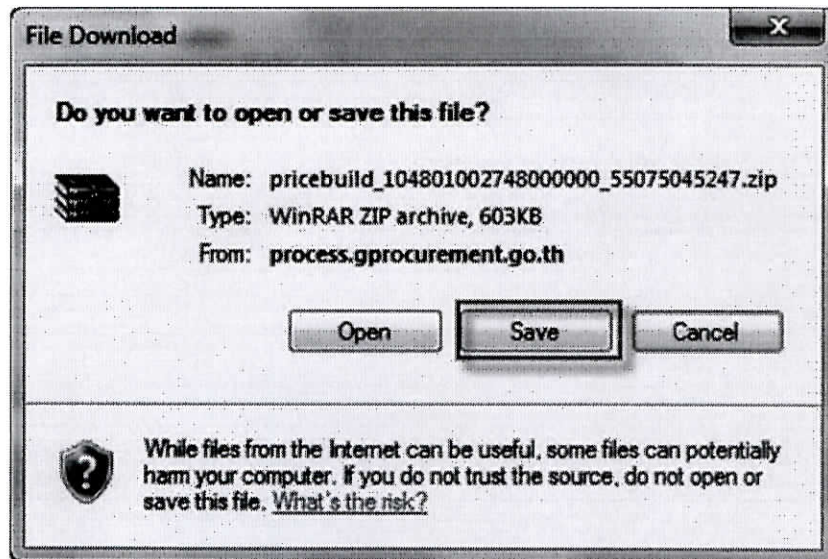 File Download
Do you want to open or save this file?
Name: pricebuild_104801002748000000_55075045247.zip
Type: WinRAR ZIP archive, 603KB
From: process.gprocurement.go.th
Open Save Cancel
While files from the Internet can be useful, some files can potentially
harm your computer. If you do not trust the source, do not open or
save this file. What's the risk?